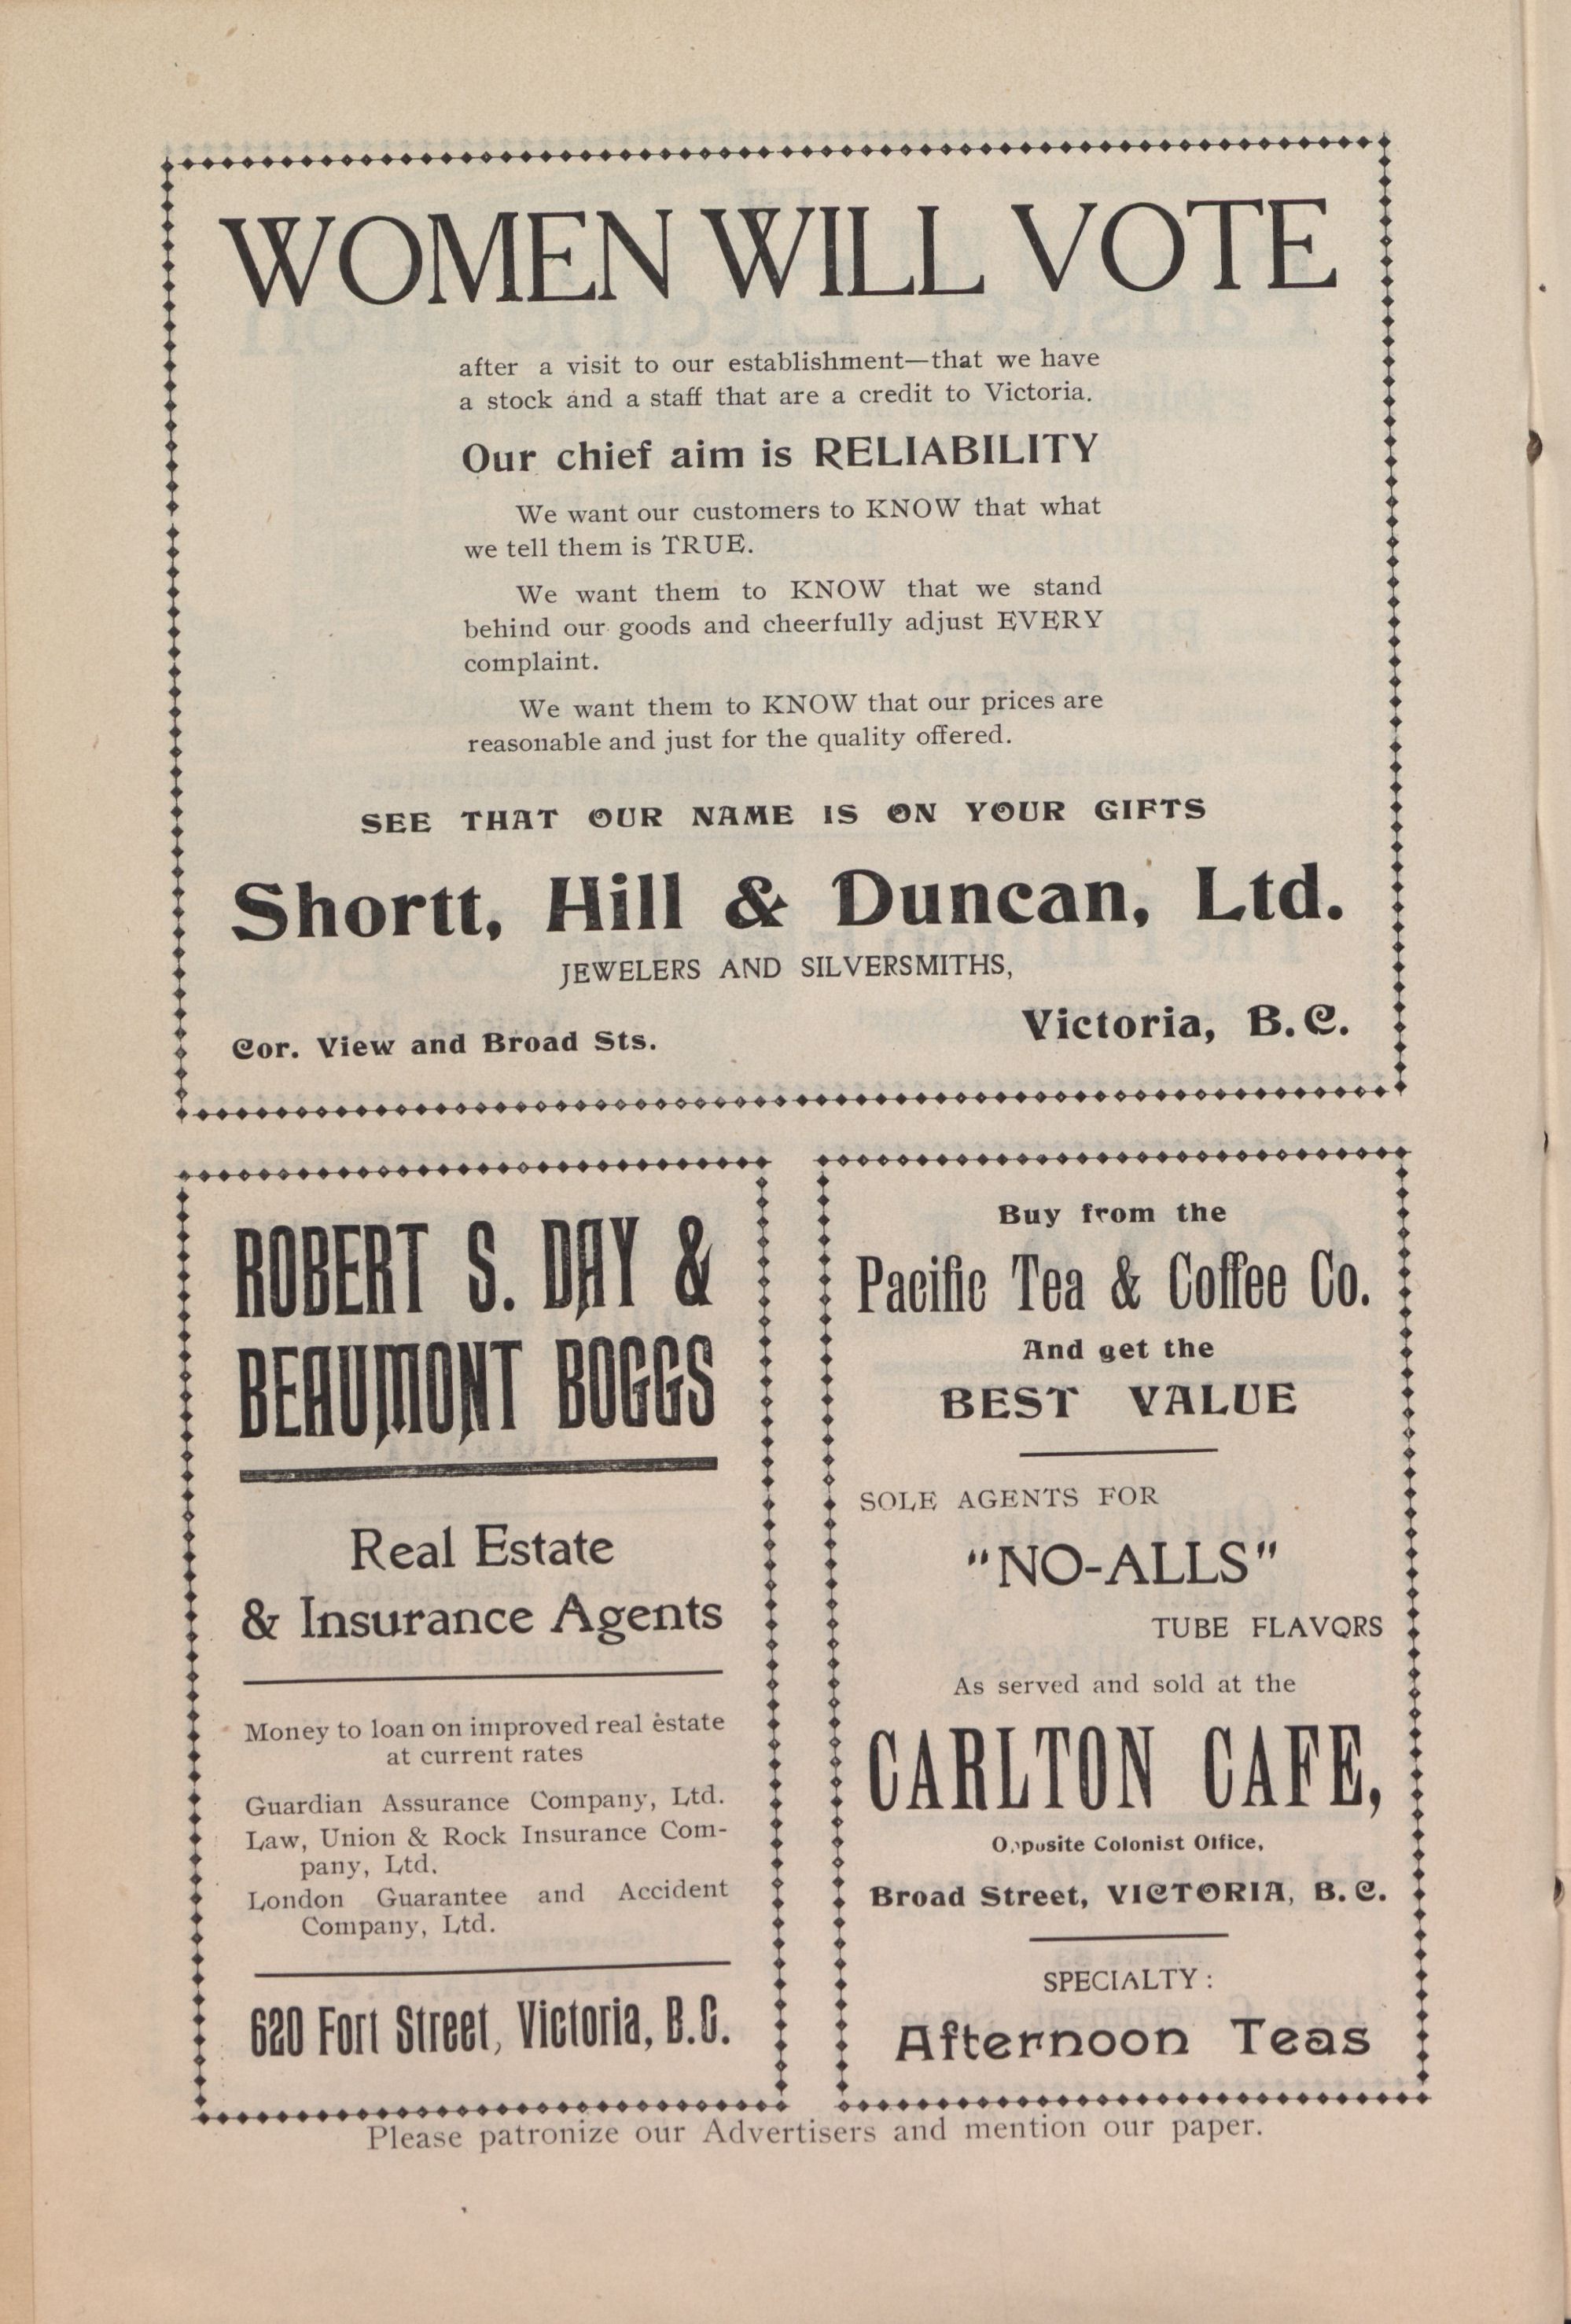 WOMEN WILL VOTE
after a visit to our establishment—that we have
a stock and a staff that are a credit to Victoria.
Our chief aim is RELIABILITY
We want our customers to KNOW that what
we tell them is TRUE.
We want them to KNOW that we stand
behind our goods and cheerfully adjust EVERY
complaint.
We want them to KNOW that our prices are
reasonable and just for the quality offered.
SEE THAT OUR NAME IS ON YOUR GIFTS
Shortt, Hill & Duncan, Ltd.
JEWELERS AND SILVERSMITHS,
Cor. View and Broad Sts.
Victoria, B.C.
ROBERT S. DAY &
BEAUMONT BOGGS
Real Estate
& Insurance Agents
Money to loan on improved real estate
at current rates
Guardian Assurance Company, Ltd.
Law, Union & Rock Insurance Com-
pany, Ltd.
London Guarantee and Accident
Company, Ltd.
620 Fort Street, Victoria, B.C.
Buy from the
Pacific Tea & Coffee Co.
And get the
BEST VALUE
SOLE AGENTS FOR
"NO-ALLS"
TUBE FLAVORS
As served and sold at the
CARLTON CAFE,
Opposite Colonist Office,
Broad Street, VICTORIA, B.C.
SPECIALTY:
Afternoon Teas
Please patronize our Advertisers and mention our paper.